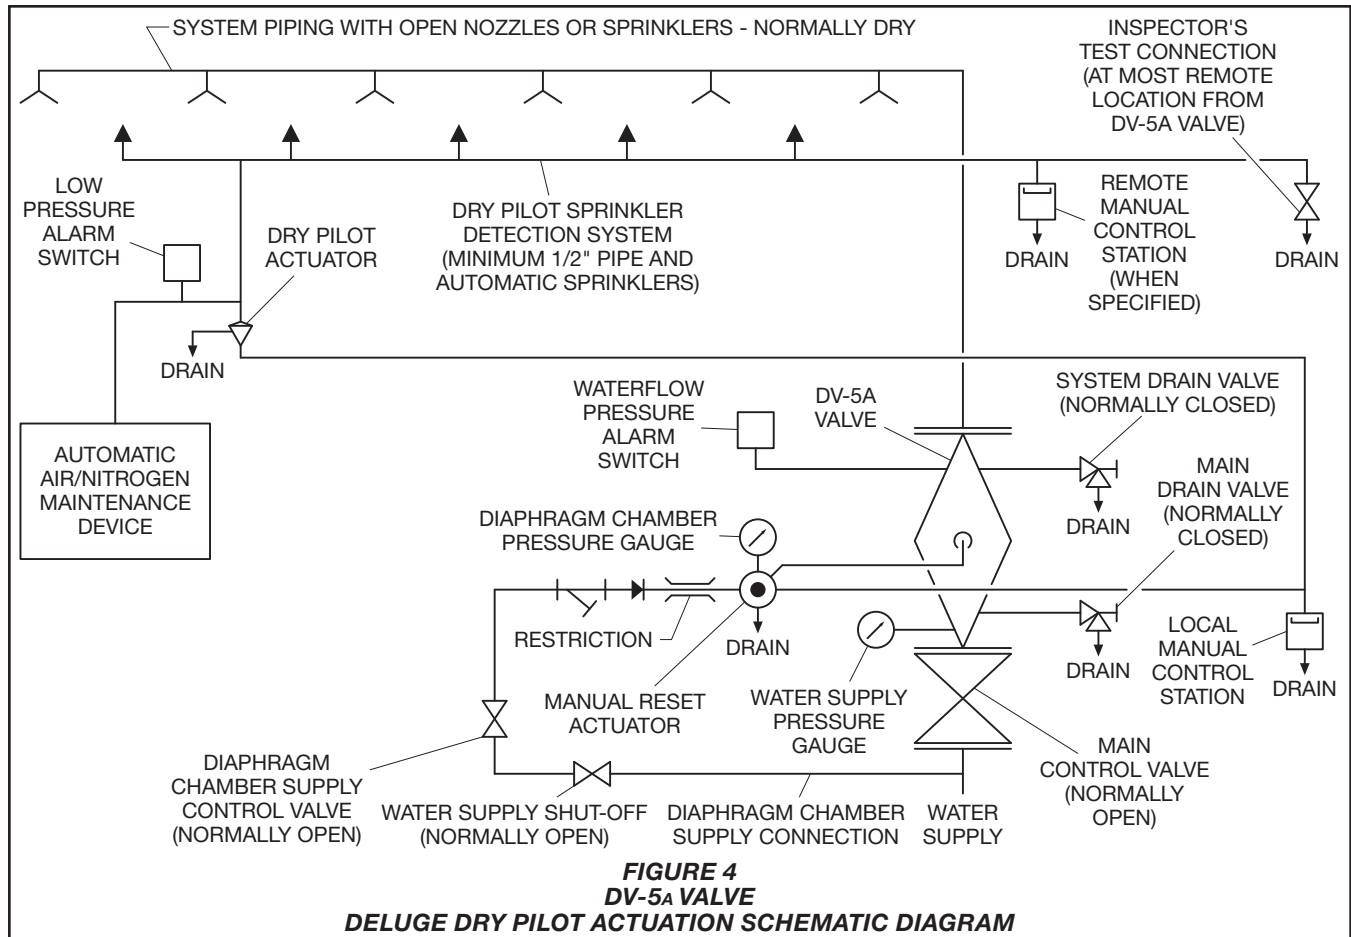 SYSTEM PIPING WITH OPEN NOZZLES OR SPRINKLERS - NORMALLY DRY
INSPECTOR'S
TEST CONNECTION
(AT MOST REMOTE
LOCATION FROM
DV-5A VALVE)
LOW
PRESSURE
ALARM
SWITCH
DRY PILOT
ACTUATOR
DRY PILOT SPRINKLER
DETECTION SYSTEM
(MINIMUM 1/2" PIPE AND
AUTOMATIC SPRINKLERS)
DRAIN
REMOTE
MANUAL
CONTROL
STATION
(WHEN
SPECIFIED)
DRAIN
DRAIN
AUTOMATIC
AIR/NITROGEN
MAINTENANCE
DEVICE
WATERFLOW
PRESSURE
ALARM
SWITCH
DV-5A
VALVE
SYSTEM DRAIN VALVE
(NORMALLY CLOSED)
DRAIN
MAIN
DRAIN VALVE
(NORMALLY
CLOSED)
DIAPHRAGM CHAMBER
PRESSURE GAUGE
RESTRICTION
DRAIN
DRAIN
LOCAL
MANUAL
CONTROL
STATION
DRAIN
MANUAL RESET
ACTUATOR
WATER SUPPLY
PRESSURE
GAUGE
MAIN
CONTROL VALVE
(NORMALLY
OPEN)
DIAPHRAGM
CHAMBER SUPPLY
CONTROL VALVE
(NORMALLY OPEN)
WATER SUPPLY SHUT-OFF
(NORMALLY OPEN)
DIAPHRAGM CHAMBER
SUPPLY CONNECTION
WATER
SUPPLY
FIGURE 4
DV-5A VALVE
DELUGE DRY PILOT ACTUATION SCHEMATIC DIAGRAM